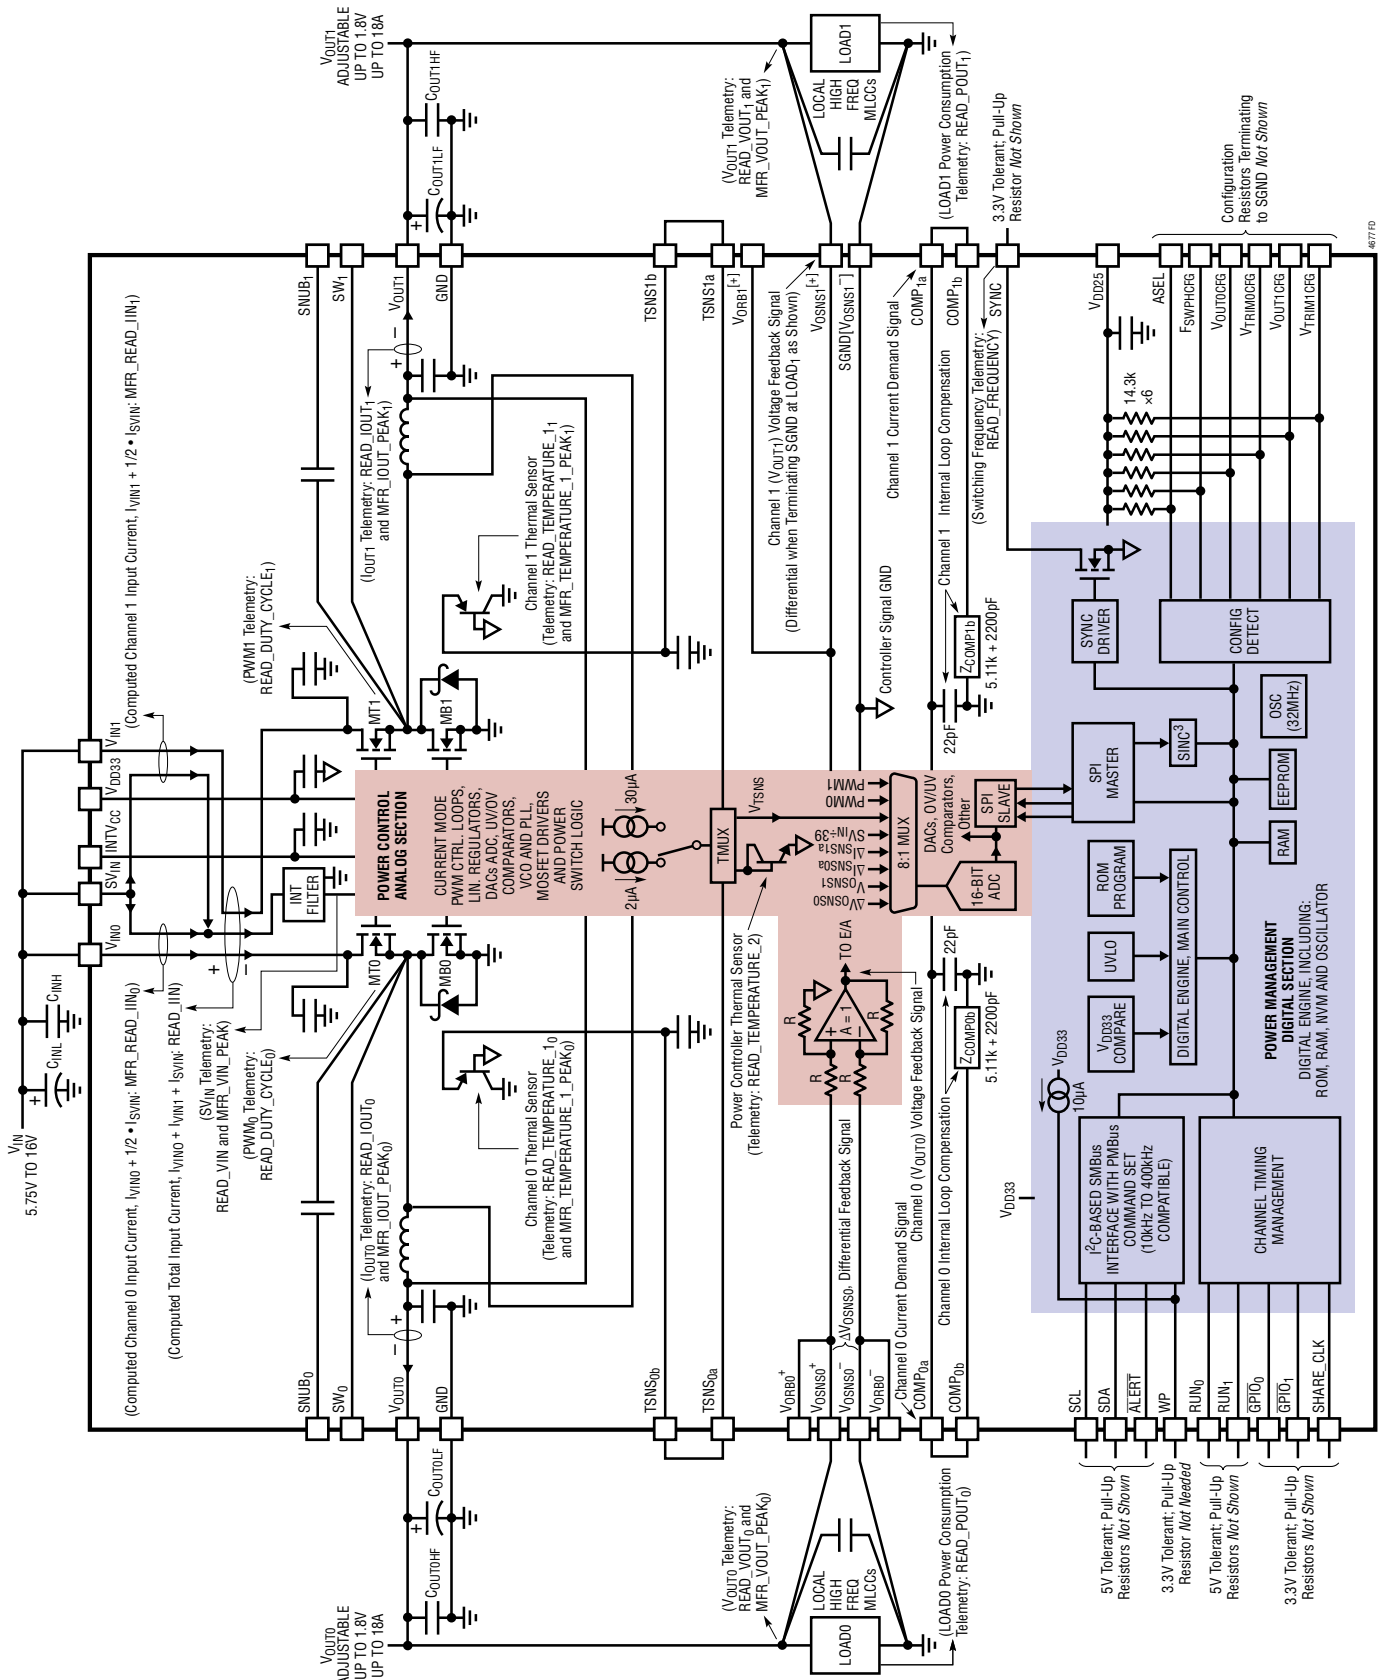 VIN
5.75V TO 16V
CINL
CINH
VIN0
SVIN
INTVCC
VDD33
VIN1
(Computed Channel 0 Input Current, IVIN0 + 1/2 • ISVIN: MFR_READ_IIN0)
(Computed Total Input Current, IVIN0 + IVIN1 + ISVIN: READ_IIN)
(SVIN Telemetry:
READ_VIN and MFR_VIN_PEAK)
(PWM0 Telemetry:
READ_DUTY_CYCLE0)
(Computed Channel 1 Input Current, IVIN1 + 1/2 • ISVIN: MFR_READ_IIN1)
(PWM1 Telemetry:
READ_DUTY_CYCLE1)
INT
FILTER
MT0
MB0
MT1
MB1
VOUT0
ADJUSTABLE
UP TO 1.8V
UP TO 18A
COUT0HF
COUT0LF
SNUB0
SW0
VOUT0
GND
(IOUT0 Telemetry: READ_IOUT0
and MFR_IOUT_PEAK0)
Channel 0 Thermal Sensor
(Telemetry: READ_TEMPERATURE_10
and MFR_TEMPERATURE_1_PEAK0)
TSNS0b
TSNS0a
POWER CONTROL
ANALOG SECTION
CURRENT MODE
PWM CTRL. LOOPS,
LIN. REGULATORS,
DACs ADC, UV/OV
COMPARATORS,
VCO AND PLL,
MOSFET DRIVERS
AND POWER
SWITCH LOGIC
2µA
30µA
TMUX
VTSNS
Power Controller Thermal Sensor
(Telemetry: READ_TEMPERATURE_2)
ΔVOSNS0
VOSNS1
ΔISNS0a
ΔISNS1a
SVIN÷39
PWM0
PWM1
8:1 MUX
16-BIT
ADC
DACs, OV/UV
Comparators,
Other
SPI
SLAVE
SNUB1
SW1
VOUT1
GND
(IOUT1 Telemetry: READ_IOUT1
and MFR_IOUT_PEAK1)
Channel 1 Thermal Sensor
(Telemetry: READ_TEMPERATURE_11
and MFR_TEMPERATURE_1_PEAK1)
TSNS1b
TSNS1a
VOUT1
ADJUSTABLE
UP TO 1.8V
UP TO 18A
COUT1LF
COUT1HF
(VOUT0 Telemetry:
READ_VOUT0 and
MFR_VOUT_PEAK0)
LOAD0
LOCAL
HIGH
FREQ
MLCCs
(LOAD0 Power Consumption
Telemetry: READ_POUT0)
VORB0+
VOSNS0+
VOSNS0−
VORB0−
ΔVOSNS0, Differential Feedback Signal
R
R
R
R
A = 1
TO E/A
Channel 0 (VOUT0) Voltage Feedback Signal
Channel 0 Current Demand Signal
COMP0a
COMP0b
Channel 0 Internal Loop Compensation
22pF
ZCOMP0b
5.11k + 2200pF
VORB1[+]
VOSNS1[+]
SGND[VOSNS1−]
Channel 1 (VOUT1) Voltage Feedback Signal
(Differential when Terminating SGND at LOAD1 as Shown)
Controller Signal GND
(VOUT1 Telemetry:
READ_VOUT1 and
MFR_VOUT_PEAK1)
LOAD1
LOCAL
HIGH
FREQ
MLCCs
(LOAD1 Power Consumption
Telemetry: READ_POUT1)
Channel 1 Current Demand Signal
COMP1a
COMP1b
Channel 1 Internal Loop Compensation
22pF
ZCOMP1b
5.11k + 2200pF
(Switching Frequency Telemetry:
READ_FREQUENCY)
SYNC
3.3V Tolerant; Pull-Up
Resistor Not Shown
VDD33
VDD33
10µA
SCL
SDA
ALERT
WP
RUN0
RUN1
GPIO0
GPIO1
SHARE_CLK
5V Tolerant; Pull-Up
Resistors Not Shown
3.3V Tolerant; Pull-Up
Resistor Not Needed
5V Tolerant; Pull-Up
Resistors Not Shown
3.3V Tolerant; Pull-Up
Resistors Not Shown
I2C-BASED SMBus
INTERFACE WITH PMBus
COMMAND SET
(10kHz TO 400kHz
COMPATIBLE)
CHANNEL TIMING
MANAGEMENT
VDD33
COMPARE
UVLO
ROM
PROGRAM
DIGITAL ENGINE, MAIN CONTROL
POWER MANAGEMENT
DIGITAL SECTION
DIGITAL ENGINE, INCLUDING:
ROM, RAM, NVM AND OSCILLATOR
SPI
MASTER
SINC3
RAM
EEPROM
OSC
(32MHz)
SYNC
DRIVER
CONFIG
DETECT
14.3k
×6
VDD25
ASEL
FSWPHCFG
VOUT0CFG
VTRIM0CFG
VOUT1CFG
VTRIM1CFG
Configuration
Resistors Terminating
to SGND Not Shown
4677 FD